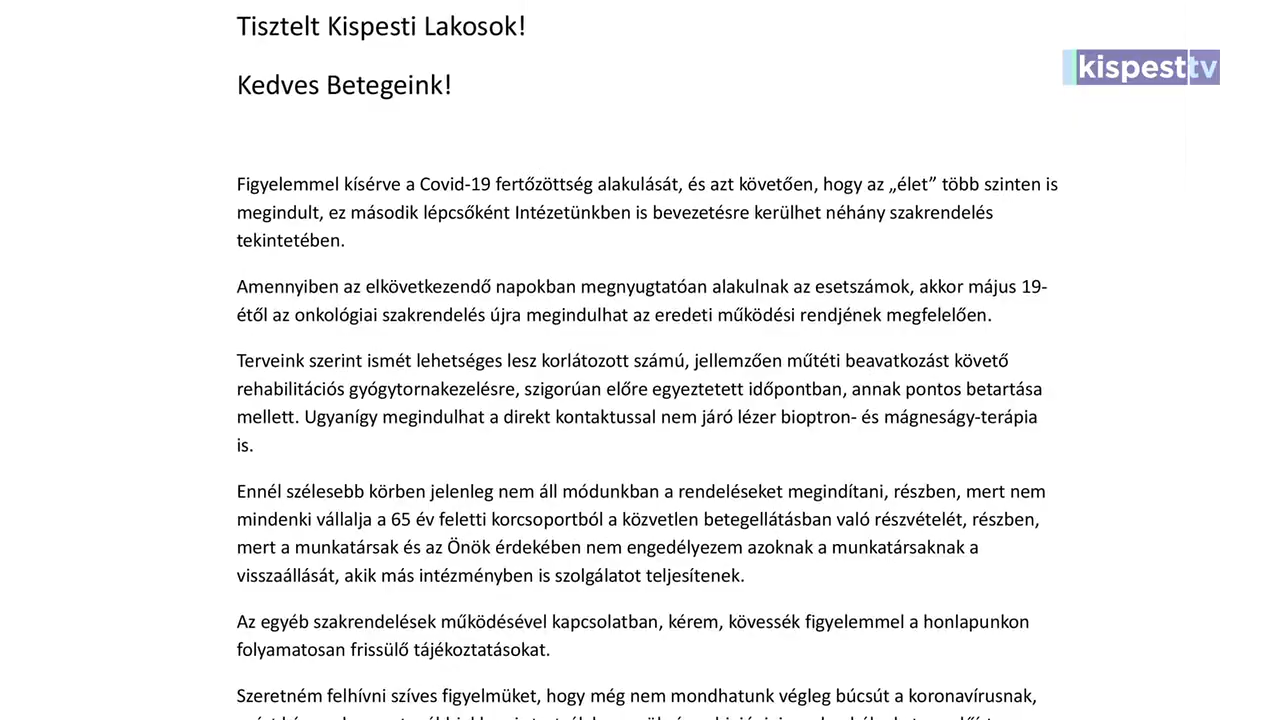 Tisztelt Kispesti Lakosok!
kispesttv
Kedves Betegeink!
Figyelemmel kísérve a Covid-19 fertőzöttség alakulását, és azt követően, hogy az „élet” több szinten is
megindult, ez második lépcsőként Intézetünkben is bevezetésre kerülhet néhány szakrendelés
tekintetében.
Amennyiben az elkövetkezendő napokban megnyugtatóan alakulnak az esetszámok, akkor május 19-
étől az onkológiai szakrendelés újra megindulhat az eredeti működési rendjének megfelelően.
Terveink szerint ismét lehetséges lesz korlátozott számú, jellemzően műtéti beavatkozást követő
rehabilitációs gyógytornakezelésre, szigorúan előre egyeztetett időpontban, annak pontos betartása
mellett. Ugyanígy megindulhat a direkt kontaktussal nem járó lézer bioptron- és mágneságy-terápia
is.
Ennél szélesebb körben jelenleg nem áll módunkban a rendeléseket megindítani, részben, mert nem
mindenki vállalja a 65 év feletti korcsoportból a közvetlen betegellátásban való részvételét, részben,
mert a munkatársak és az Önök érdekében nem engedélyezem azoknak a munkatársaknak a
visszaállását, akik más intézményben is szolgálatot teljesítenek.
Az egyéb szakrendelések működésével kapcsolatban, kérem, kövessék figyelemmel a honlapunkon
folyamatosan frissülő tájékoztatásokat.
Szeretném felhívni szíves figyelmüket, hogy még nem mondhatunk végleg búcsút a koronavírusnak,